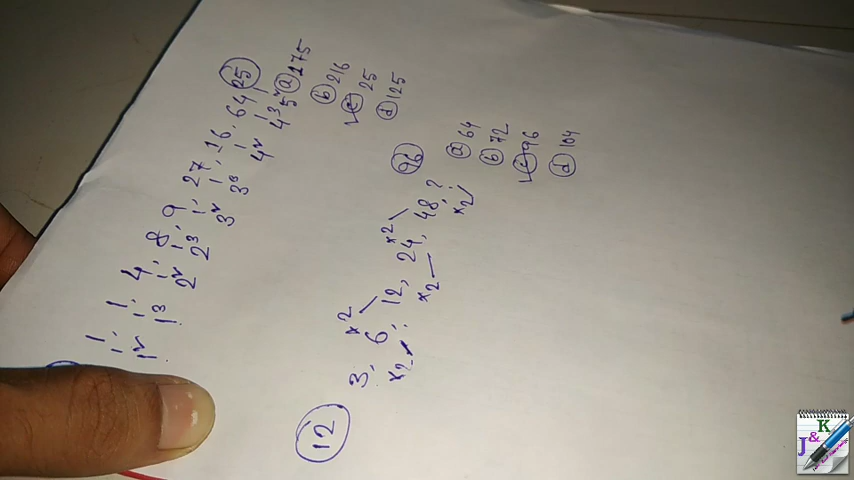 1, 1, 4, 8, 9, 27, 16, 64, 25
1² 1³ 2² 2³ 3² 3³ 4² 4³ 5²
ⓐ 175
ⓑ 216
ⓒ 25
ⓓ 125
12
3, 6, 12, 24, 48, ?
×2 ×2 ×2 ×2 ×2
96
ⓐ 64
ⓑ 72
ⓒ 96
ⓓ 104
J&K